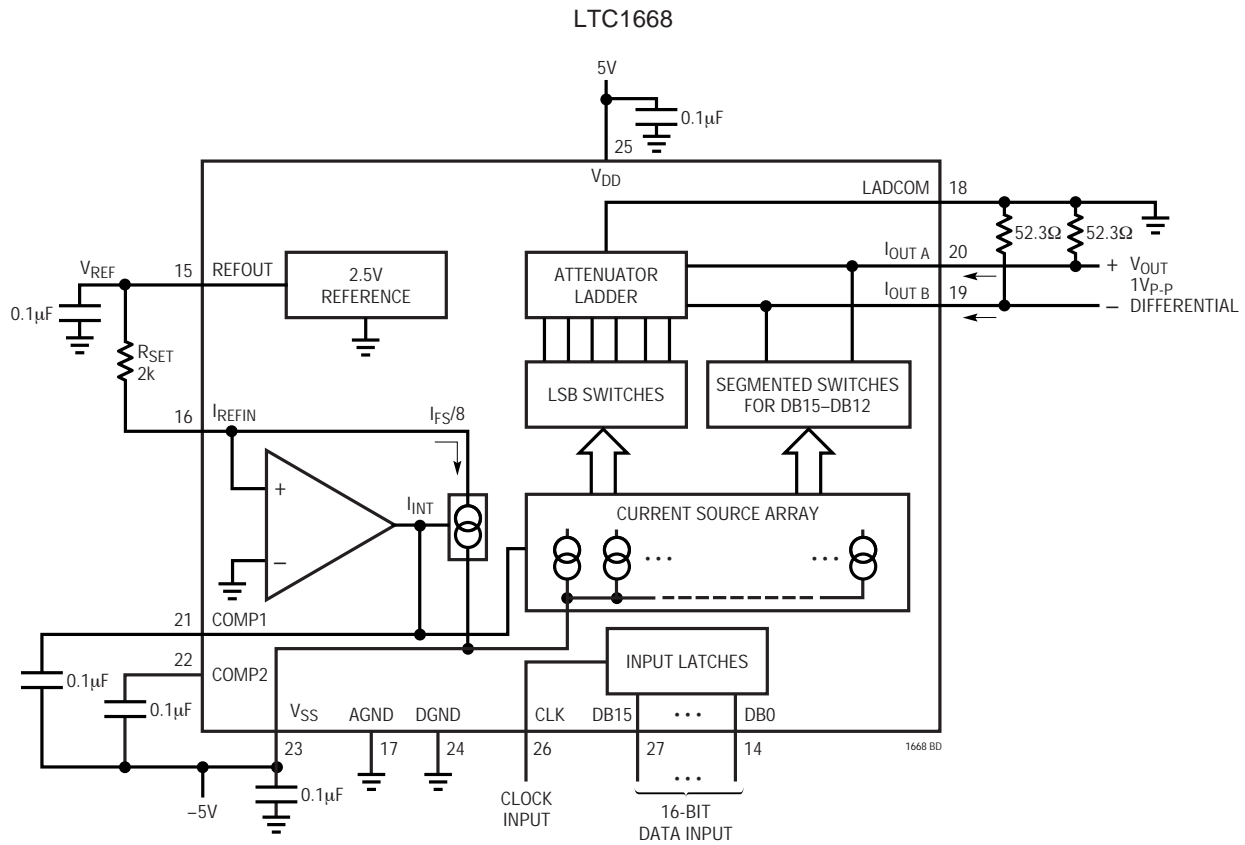 LTC1668
5V
0.1µF
25
VDD
LADCOM
18
52.3Ω
52.3Ω
IOUT A
20
+ VOUT
1VP-P
IOUT B
19
− DIFFERENTIAL
VREF
15
REFOUT
2.5V
REFERENCE
ATTENUATOR
LADDER
0.1µF
RSET
2k
LSB SWITCHES
SEGMENTED SWITCHES
FOR DB15–DB12
16
IREFIN
IFS/8
+
−
IINT
CURRENT SOURCE ARRAY
• • •
• • •
21
COMP1
22
COMP2
0.1µF
0.1µF
INPUT LATCHES
VSS
AGND
DGND
CLK
DB15
• • •
DB0
23
17
24
26
27
14
1668 BD
−5V
0.1µF
CLOCK
INPUT
• • •
16-BIT
DATA INPUT